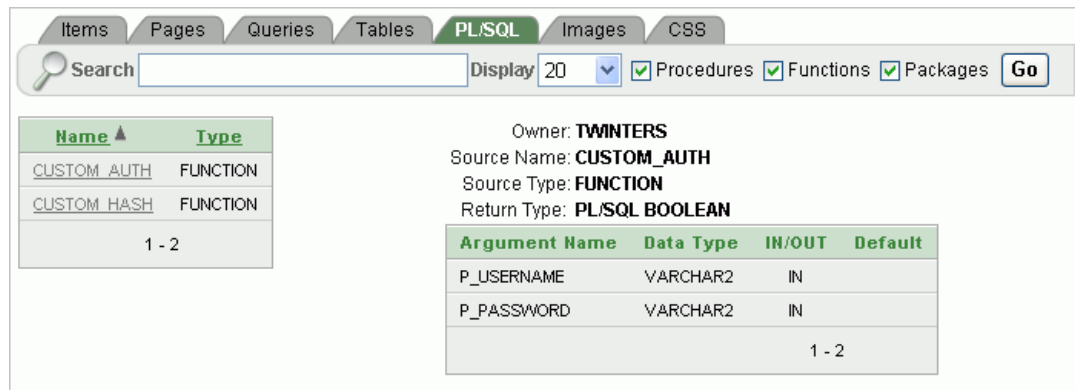 Items Pages Queries Tables PL/SQL Images CSS
Search Display 20 Procedures Functions Packages Go
Name Type
CUSTOM_AUTH FUNCTION
CUSTOM_HASH FUNCTION
1 - 2
Owner: TWINTERS
Source Name: CUSTOM_AUTH
Source Type: FUNCTION
Return Type: PL/SQL BOOLEAN
Argument Name Data Type IN/OUT Default
P_USERNAME VARCHAR2 IN
P_PASSWORD VARCHAR2 IN
1 - 2